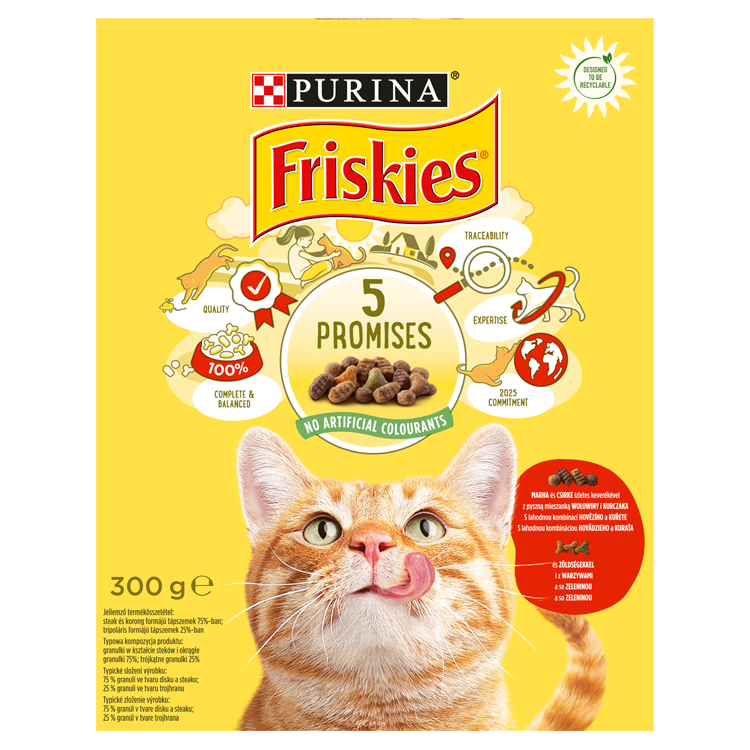 PURINA®
DESIGNED
TO BE
RECYCLABLE
Friskies®
TRACEABILITY
QUALITY
5
PROMISES
EXPERTISE
100%
COMPLETE &
BALANCED
2025
COMMITMENT
NO ARTIFICIAL COLOURANTS
MARHA és CSIRKE ízletes keverékével
z pyszną mieszanką WOŁOWINY i KURCZAKA
S lahodnou kombinací HOVĚZÍHO a KUŘETE
S lahodnou kombináciou HOVÄDZIEHO a KURAŤA
és ZÖLDSÉGEKKEL
i z WARZYWAMI
a se ZELENINOU
a so ZELENINOU
300 g ℮
Jellemző termékösszetétel:
steak és korong formájú tápszemek 75%-ban;
tripoláris formájú tápszemek 25%-ban
Typowa kompozycja produktu:
granulki w kształcie steków i okrągłe
granulki 75%; trójkątne granulki 25%
Typické složení výrobku:
75 % granulí ve tvaru disku a steaku;
25 % granulí ve tvaru trojhranu
Typické zloženie výrobku:
75 % granúl v tvare disku a steaku;
25 % granúl v tvare trojhrana